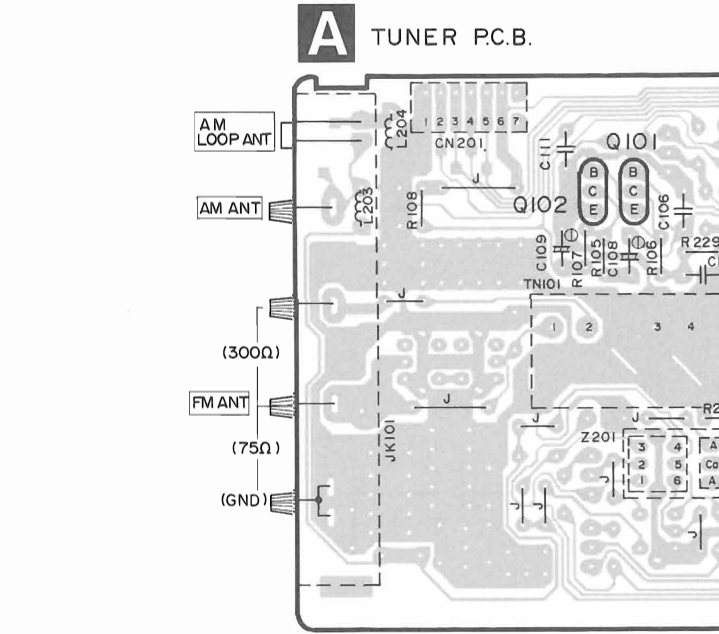 A TUNER P.C.B.
AM
LOOP ANT
L204
1 2 3 4 5 6 7
CN201
C111
Q101
J
B
C
E
B
C
E
AM ANT
L203
R108
Q102
C106
C109
R107
R105
C108
R106
R229
TN101
J
1 2 3 4
(300Ω)
FM ANT
J
J
J
JK101
Z201
3 4
2 5
1 6
A
Co
A
(75Ω)
J
(GND)
J
J
J